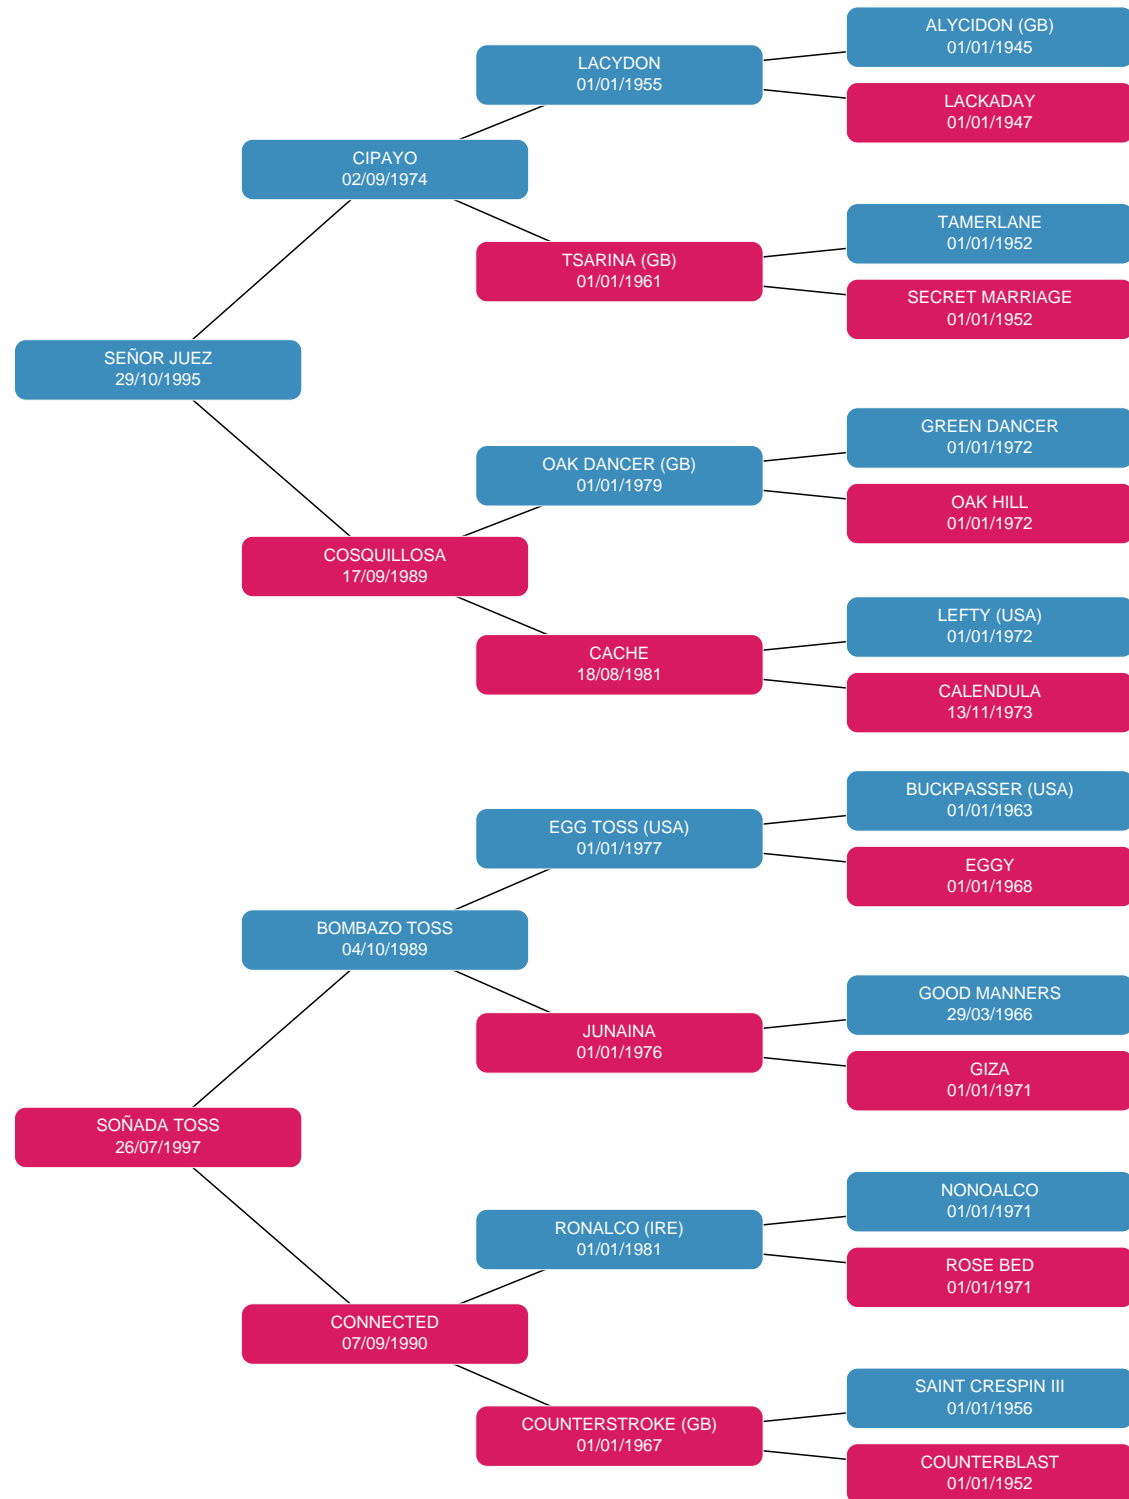 ALYCIDON (GB)
01/01/1945
LACYDON
01/01/1955
LACKADAY
01/01/1947
CIPAYO
02/09/1974
TAMERLANE
01/01/1952
TSARINA (GB)
01/01/1961
SECRET MARRIAGE
01/01/1952
SEÑOR JUEZ
29/10/1995
GREEN DANCER
01/01/1972
OAK DANCER (GB)
01/01/1979
OAK HILL
01/01/1972
COSQUILLOSA
17/09/1989
LEFTY (USA)
01/01/1972
CACHE
18/08/1981
CALENDULA
13/11/1973
BUCKPASSER (USA)
01/01/1963
EGG TOSS (USA)
01/01/1977
EGGY
01/01/1968
BOMBAZO TOSS
04/10/1989
GOOD MANNERS
29/03/1966
JUNAINA
01/01/1976
GIZA
01/01/1971
SOÑADA TOSS
26/07/1997
NONOALCO
01/01/1971
RONALCO (IRE)
01/01/1981
ROSE BED
01/01/1971
CONNECTED
07/09/1990
SAINT CRESPIN III
01/01/1956
COUNTERSTROKE (GB)
01/01/1967
COUNTERBLAST
01/01/1952